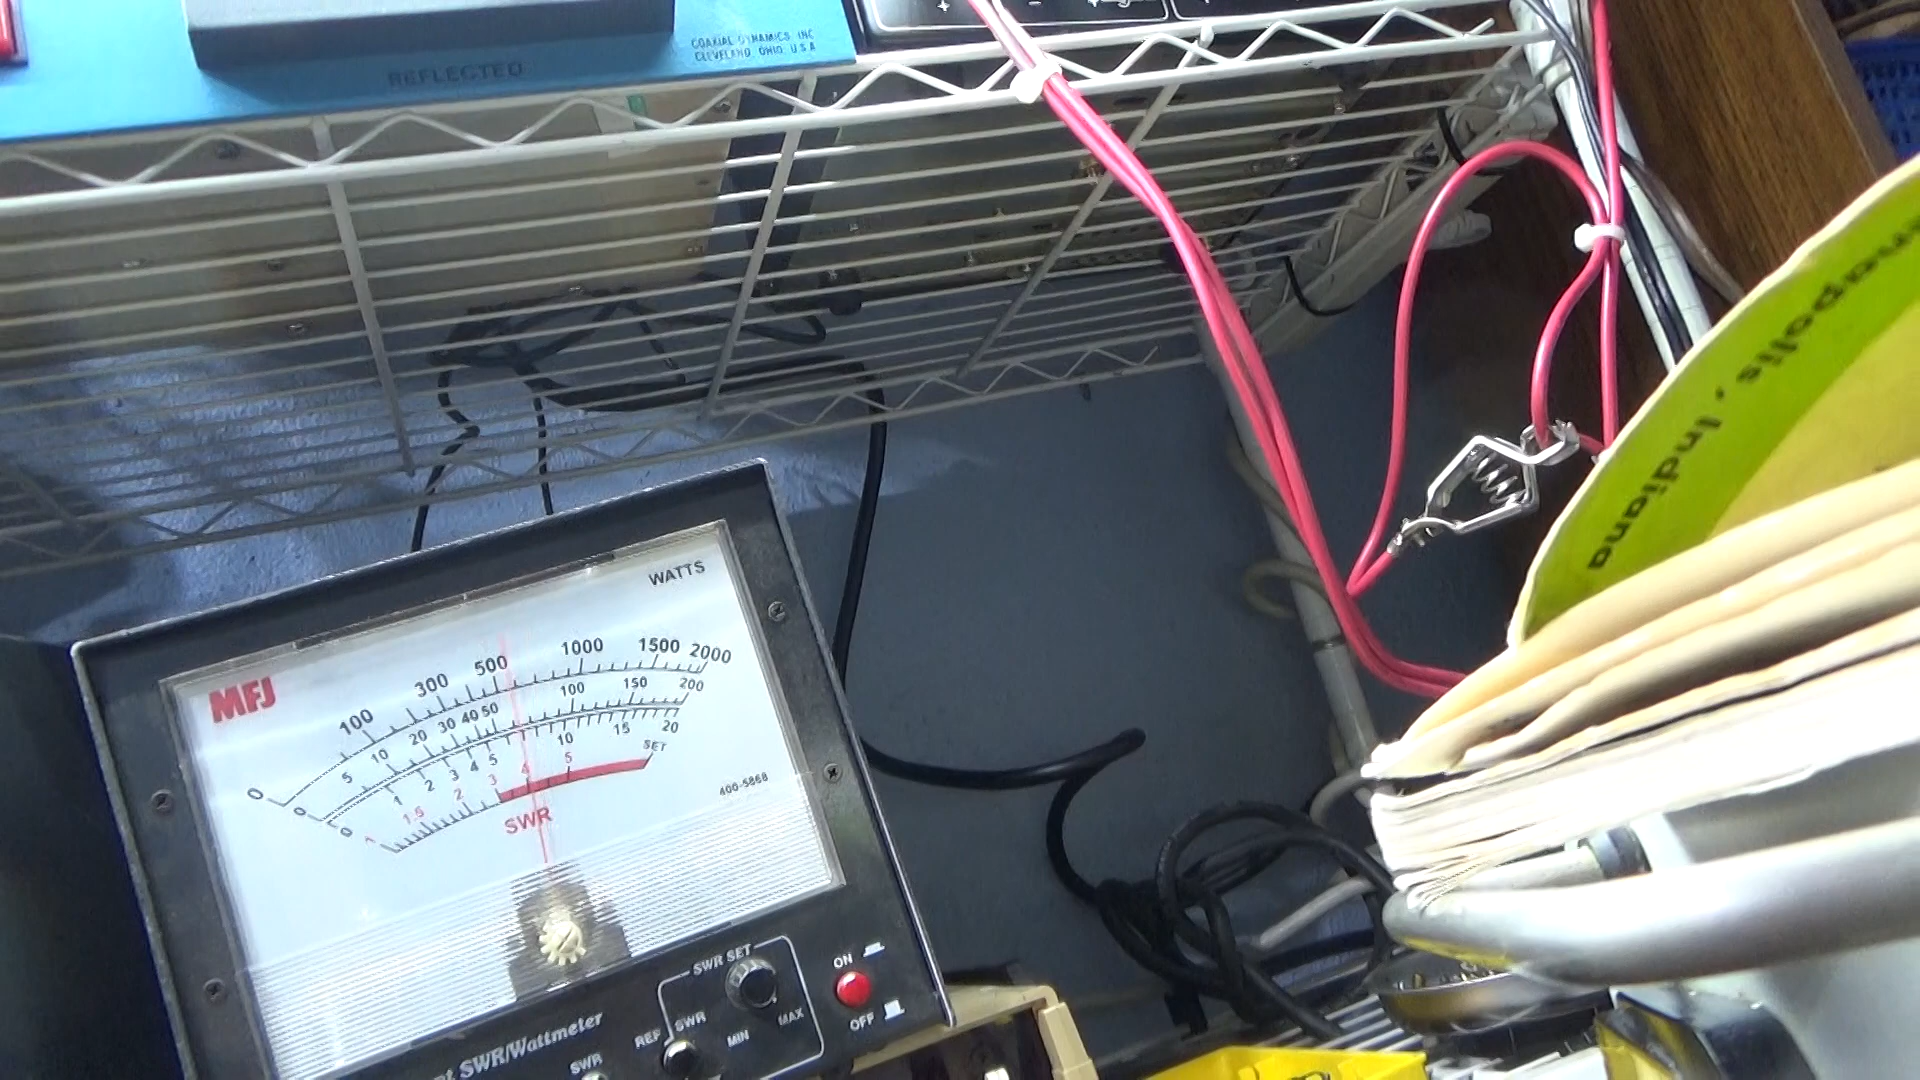 COAXIAL DYNAMICS INC
CLEVELAND, OHIO, U.S.A
REFLECTED
Indiana
WATTS
MFJ
0 100 300 500 1000 1500 2000
0 5 10 20 30 40 50 100 150 200
0 1 2 3 4 5 10 15 20
1 1.5 2 3 4 5 SET
SWR
400-5868
SWR SET
ON
OFF
MIN
MAX
REF
SWR
SWR/Wattmeter
SWR